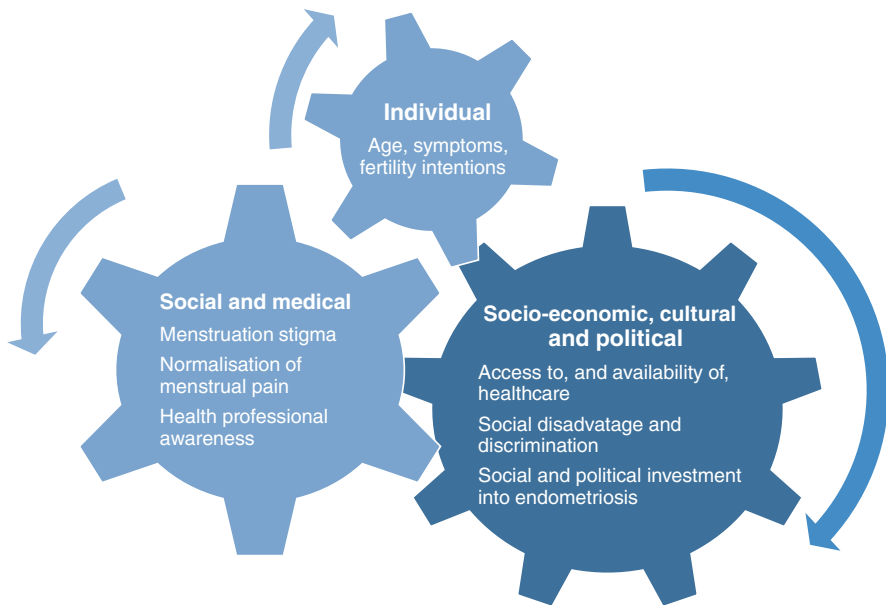 Individual
Age, symptoms,
fertility intentions
Social and medical
Menstruation stigma
Normalisation of
menstrual pain
Health professional
awareness
Socio-economic, cultural
and political
Access to, and availability of,
healthcare
Social disadvatage and
discrimination
Social and political investment
into endometriosis